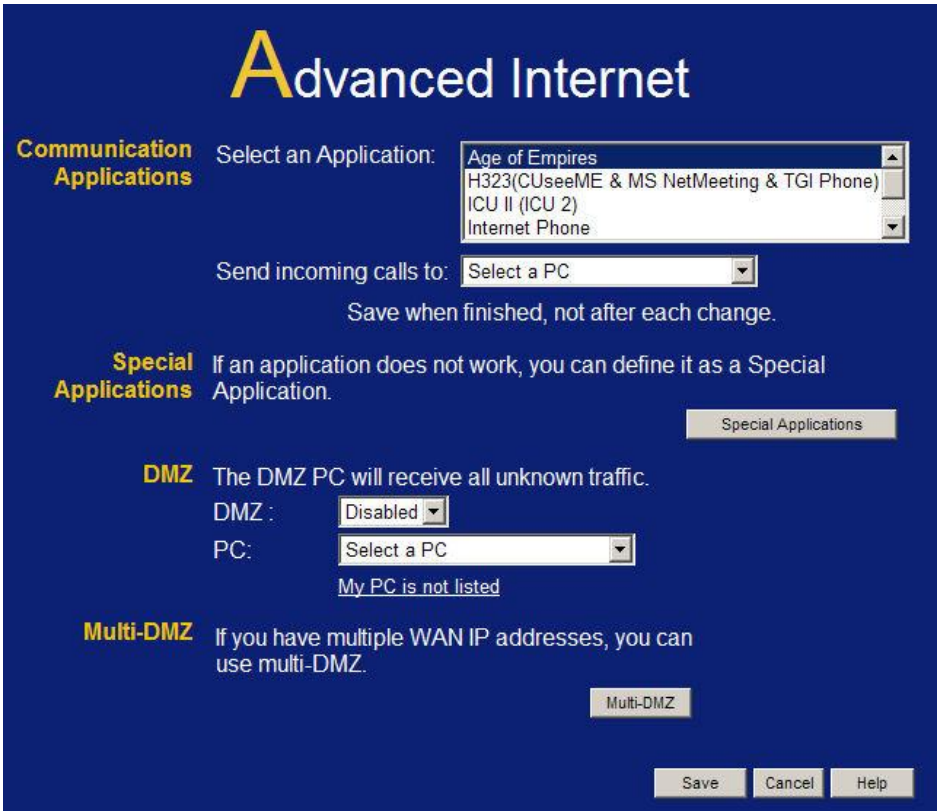 Advanced Internet
Communication Applications
Select an Application:
Age of Empires
H323(CUseeME & MS NetMeeting & TGI Phone)
ICU II (ICU 2)
Internet Phone
Send incoming calls to:
Select a PC
Save when finished, not after each change.
Special Applications
If an application does not work, you can define it as a Special
Application.
Special Applications
DMZ
The DMZ PC will receive all unknown traffic.
DMZ :
Disabled
PC:
Select a PC
My PC is not listed
Multi-DMZ
If you have multiple WAN IP addresses, you can
use multi-DMZ.
Multi-DMZ
Save
Cancel
Help